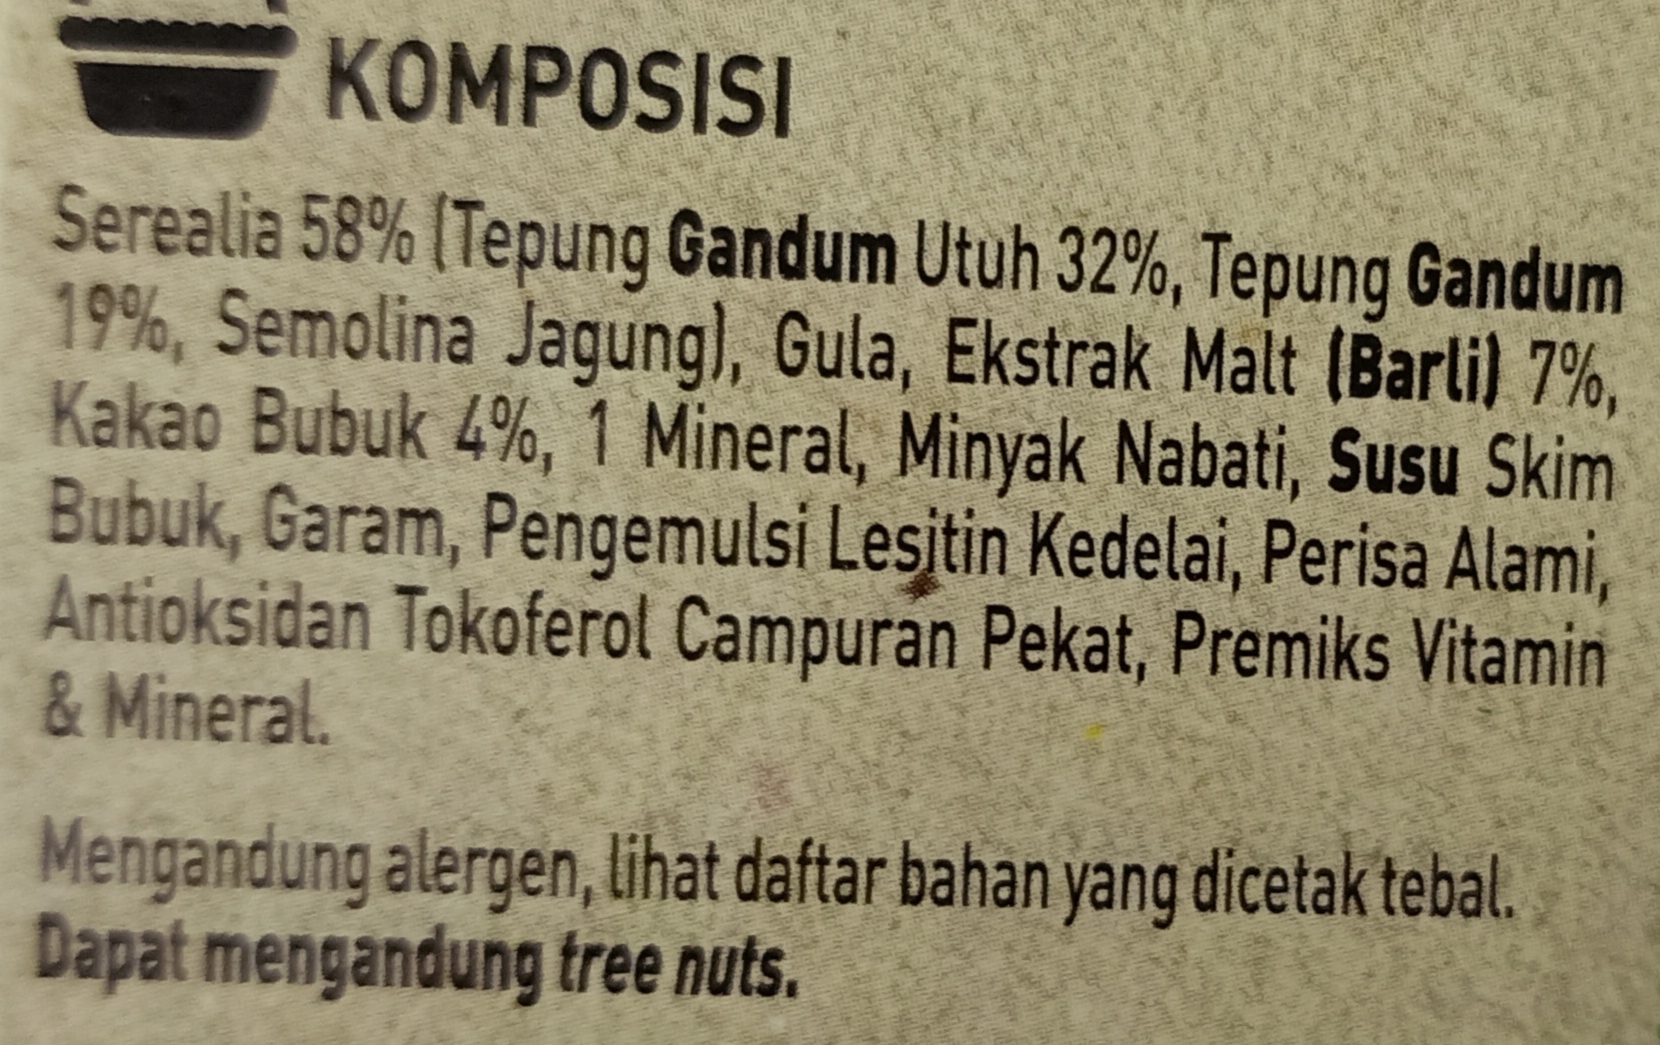 KOMPOSISI
Serealia 58% (Tepung Gandum Utuh 32%, Tepung Gandum
19%, Semolina Jagung), Gula, Ekstrak Malt (Barli) 7%,
Kakao Bubuk 4%, 1 Mineral, Minyak Nabati, Susu Skim
Bubuk, Garam, Pengemulsi Lesitin Kedelai, Perisa Alami,
Antioksidan Tokoferol Campuran Pekat, Premiks Vitamin
& Mineral.
Mengandung alergen, lihat daftar bahan yang dicetak tebal.
Dapat mengandung tree nuts.